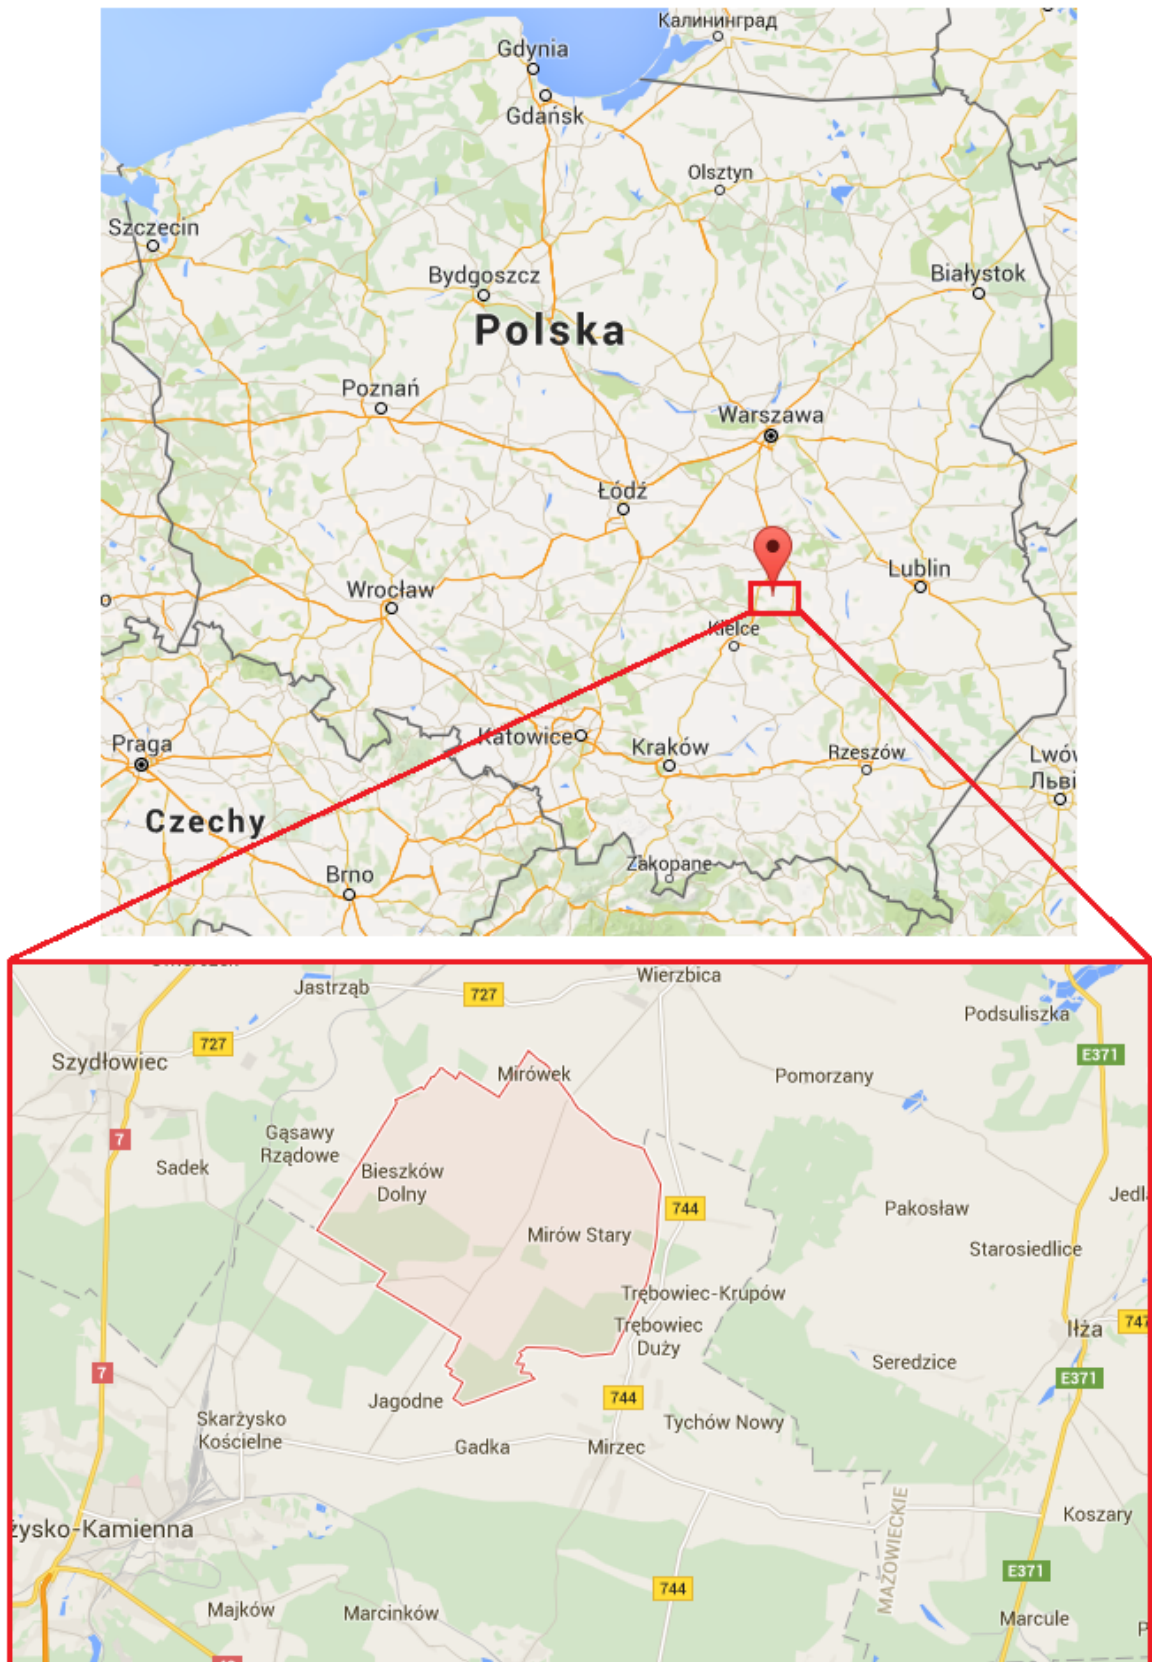 Калининград
Gdynia
Gdańsk
Olsztyn
Szczecin
Bydgoszcz
Białystok
Polska
Poznań
Warszawa
Łódź
Lublin
Wrocław
Kielce
Praga
Katowice
Kraków
Rzeszów
Lwów
Czechy
Zakopane
Brno
Wierzbica
Jastrząb
727
Podsuliszka
727
Szydłowiec
E371
Mirówek
Pomorzany
7
Gąsawy
Rządowe
Sadek
Bieszków
Dolny
744
Pakosław
Mirów Stary
Starosiedlice
Trębowiec-Krupów
Trębowiec
Duży
Iłża
747
Seredzice
7
E371
Jagodne
744
Skarżysko
Kościelne
Tychów Nowy
Gadka
Mirzec
Koszary
żysko-Kamienna
MAZOWIECKIE
E371
744
Majków
Marcinków
Marcule